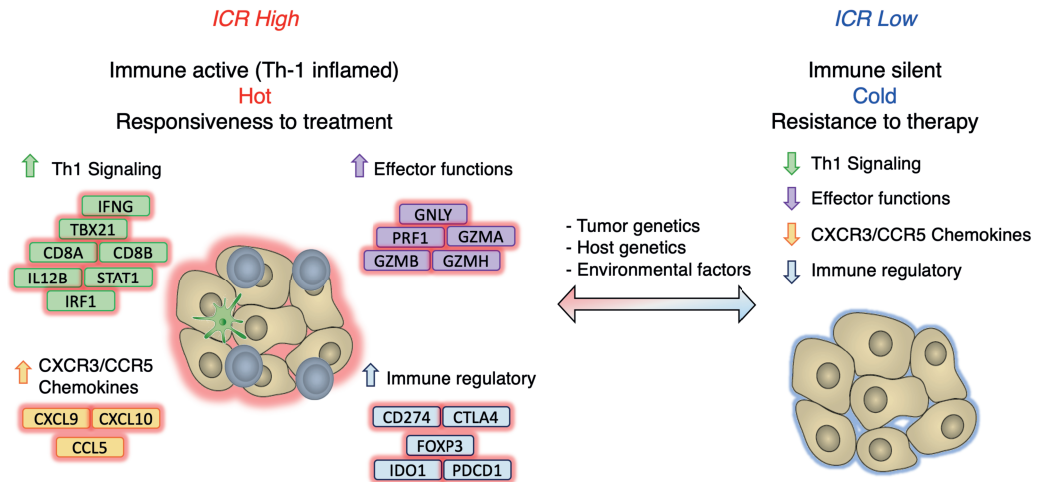 ICR High
Immune active (Th-1 inflamed)
Hot
Responsiveness to treatment
Th1 Signaling
IFNG
TBX21
CD8A CD8B
IL12B STAT1
IRF1
Effector functions
GNLY
PRF1 GZMA
GZMB GZMH
CXCR3/CCR5
Chemokines
CXCL9 CXCL10
CCL5
Immune regulatory
CD274 CTLA4
FOXP3
IDO1 PDCD1
- Tumor genetics
- Host genetics
- Environmental factors
ICR Low
Immune silent
Cold
Resistance to therapy
Th1 Signaling
Effector functions
CXCR3/CCR5 Chemokines
Immune regulatory